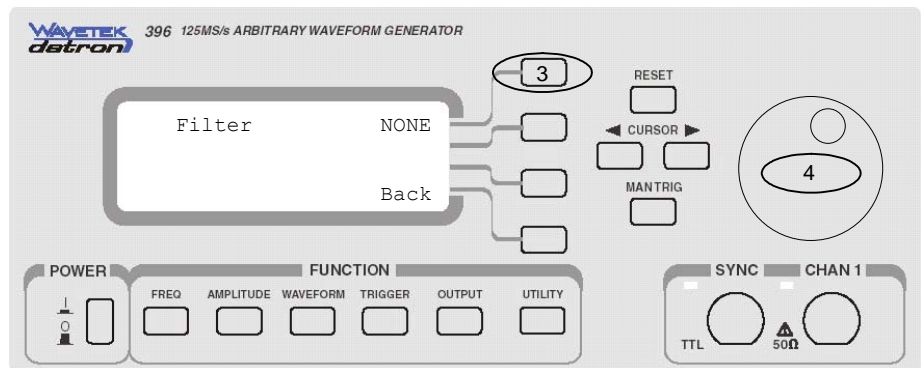 WAVETEK 396 125MS/s ARBITRARY WAVEFORM GENERATOR
datron
3
RESET
Filter NONE
◀ CURSOR ▶
4
Back
MAN TRIG
POWER
FUNCTION
SYNC CHAN 1
FREQ AMPLITUDE WAVEFORM TRIGGER OUTPUT UTILITY
TTL 50Ω